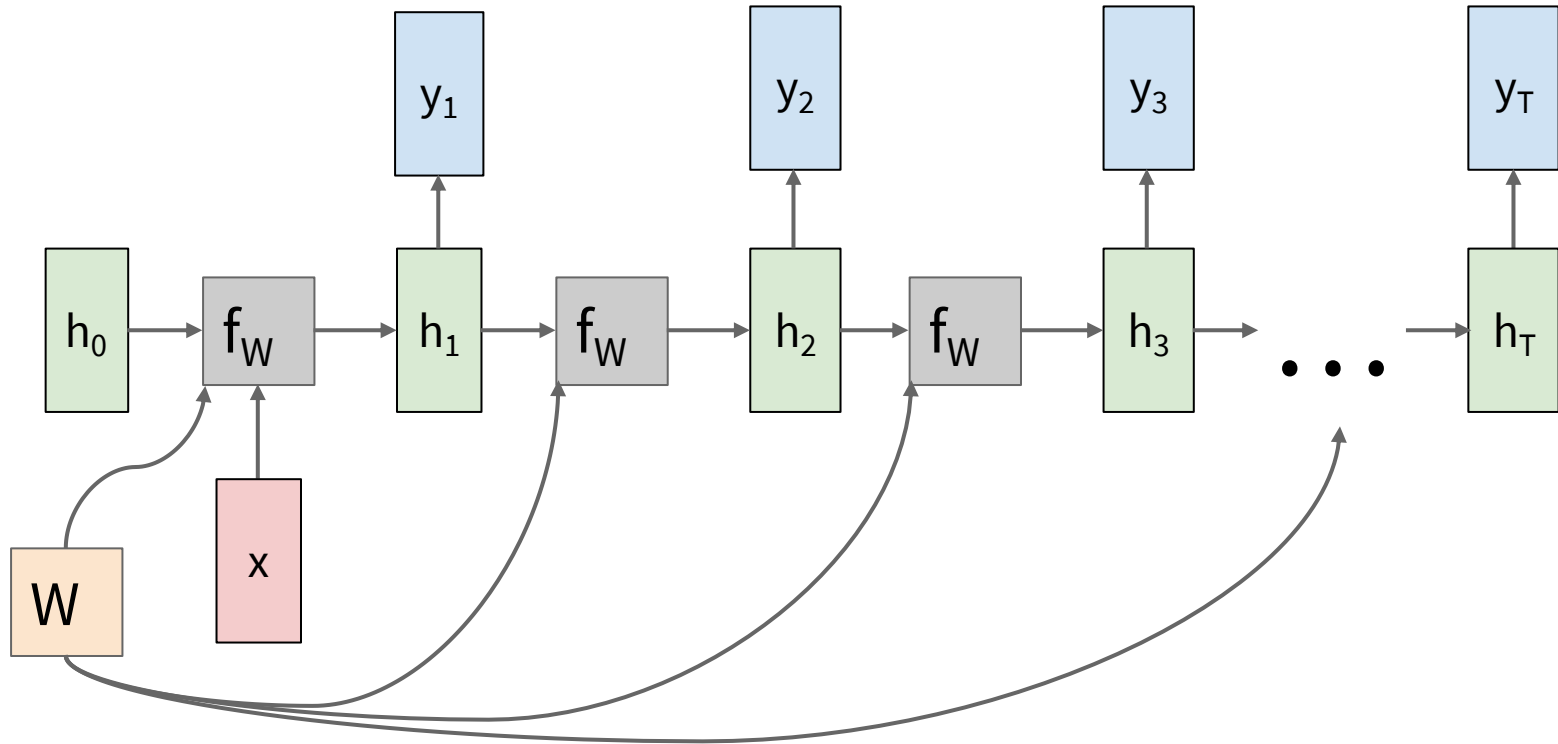 y₁ y₂ y₃ y_T
h₀ f_W h₁ f_W h₂ f_W h₃ • • • h_T
x
W